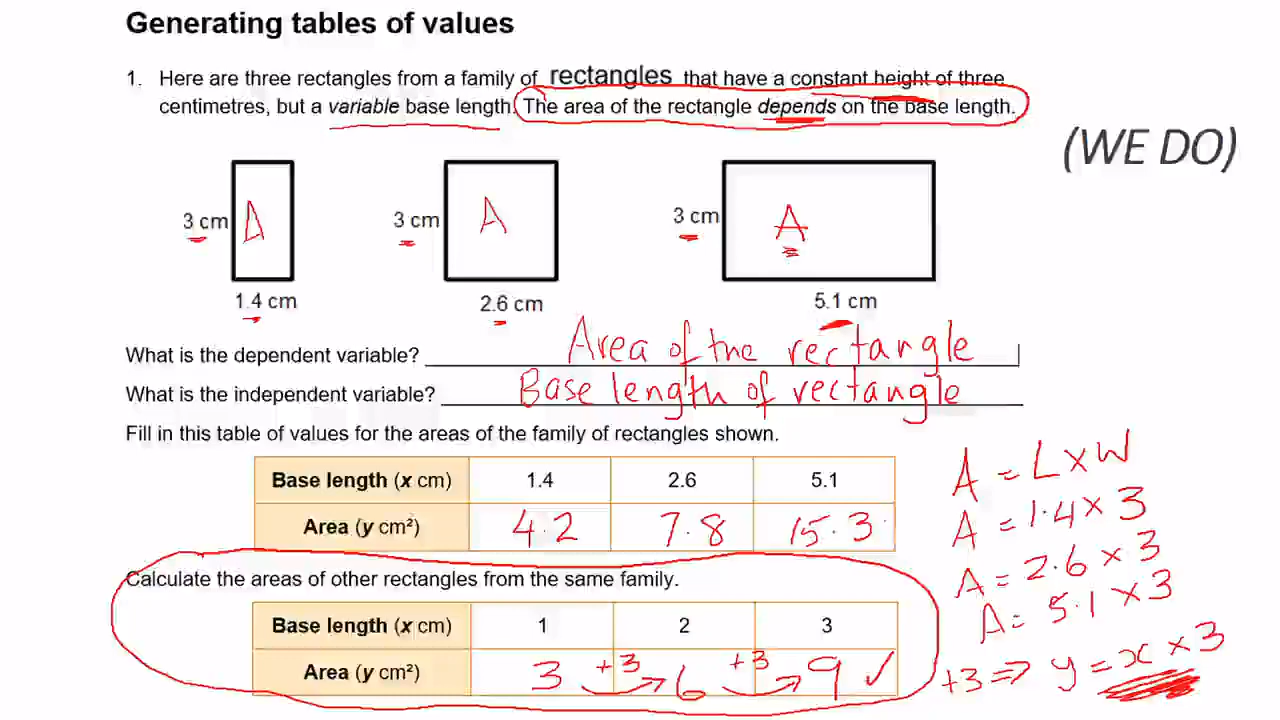 Generating tables of values
1. Here are three rectangles from a family of rectangles that have a constant height of three
centimetres, but a variable base length. The area of the rectangle depends on the base length.
(WE DO)
3 cm A 3 cm A 3 cm A
1.4 cm 2.6 cm 5.1 cm
What is the dependent variable? Area of the rectangle
What is the independent variable? Base length of rectangle
Fill in this table of values for the areas of the family of rectangles shown.
Base length (x cm) 1.4 2.6 5.1
Area (y cm²) 4.2 7.8 15.3
A = L x W
A = 1.4 x 3
A = 2.6 x 3
A = 5.1 x 3
Calculate the areas of other rectangles from the same family.
Base length (x cm) 1 2 3
Area (y cm²) 3 +3 6 +3 9 ✓
+3 ⇒ y = x x 3